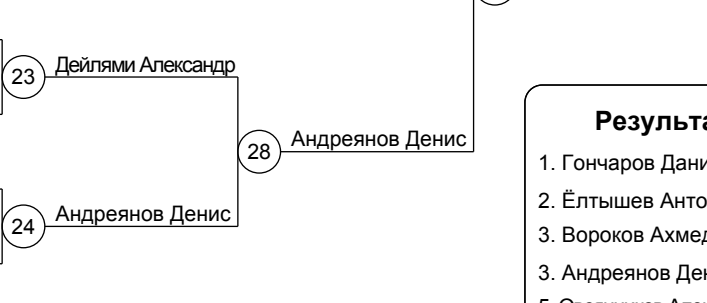 23
Дейлями Александр
28
Андреянов Денис
24
Андреянов Денис
Результа
1. Гончаров Дани
2. Ёлтышев Анто
3. Вороков Ахмед
3. Андреянов Ден